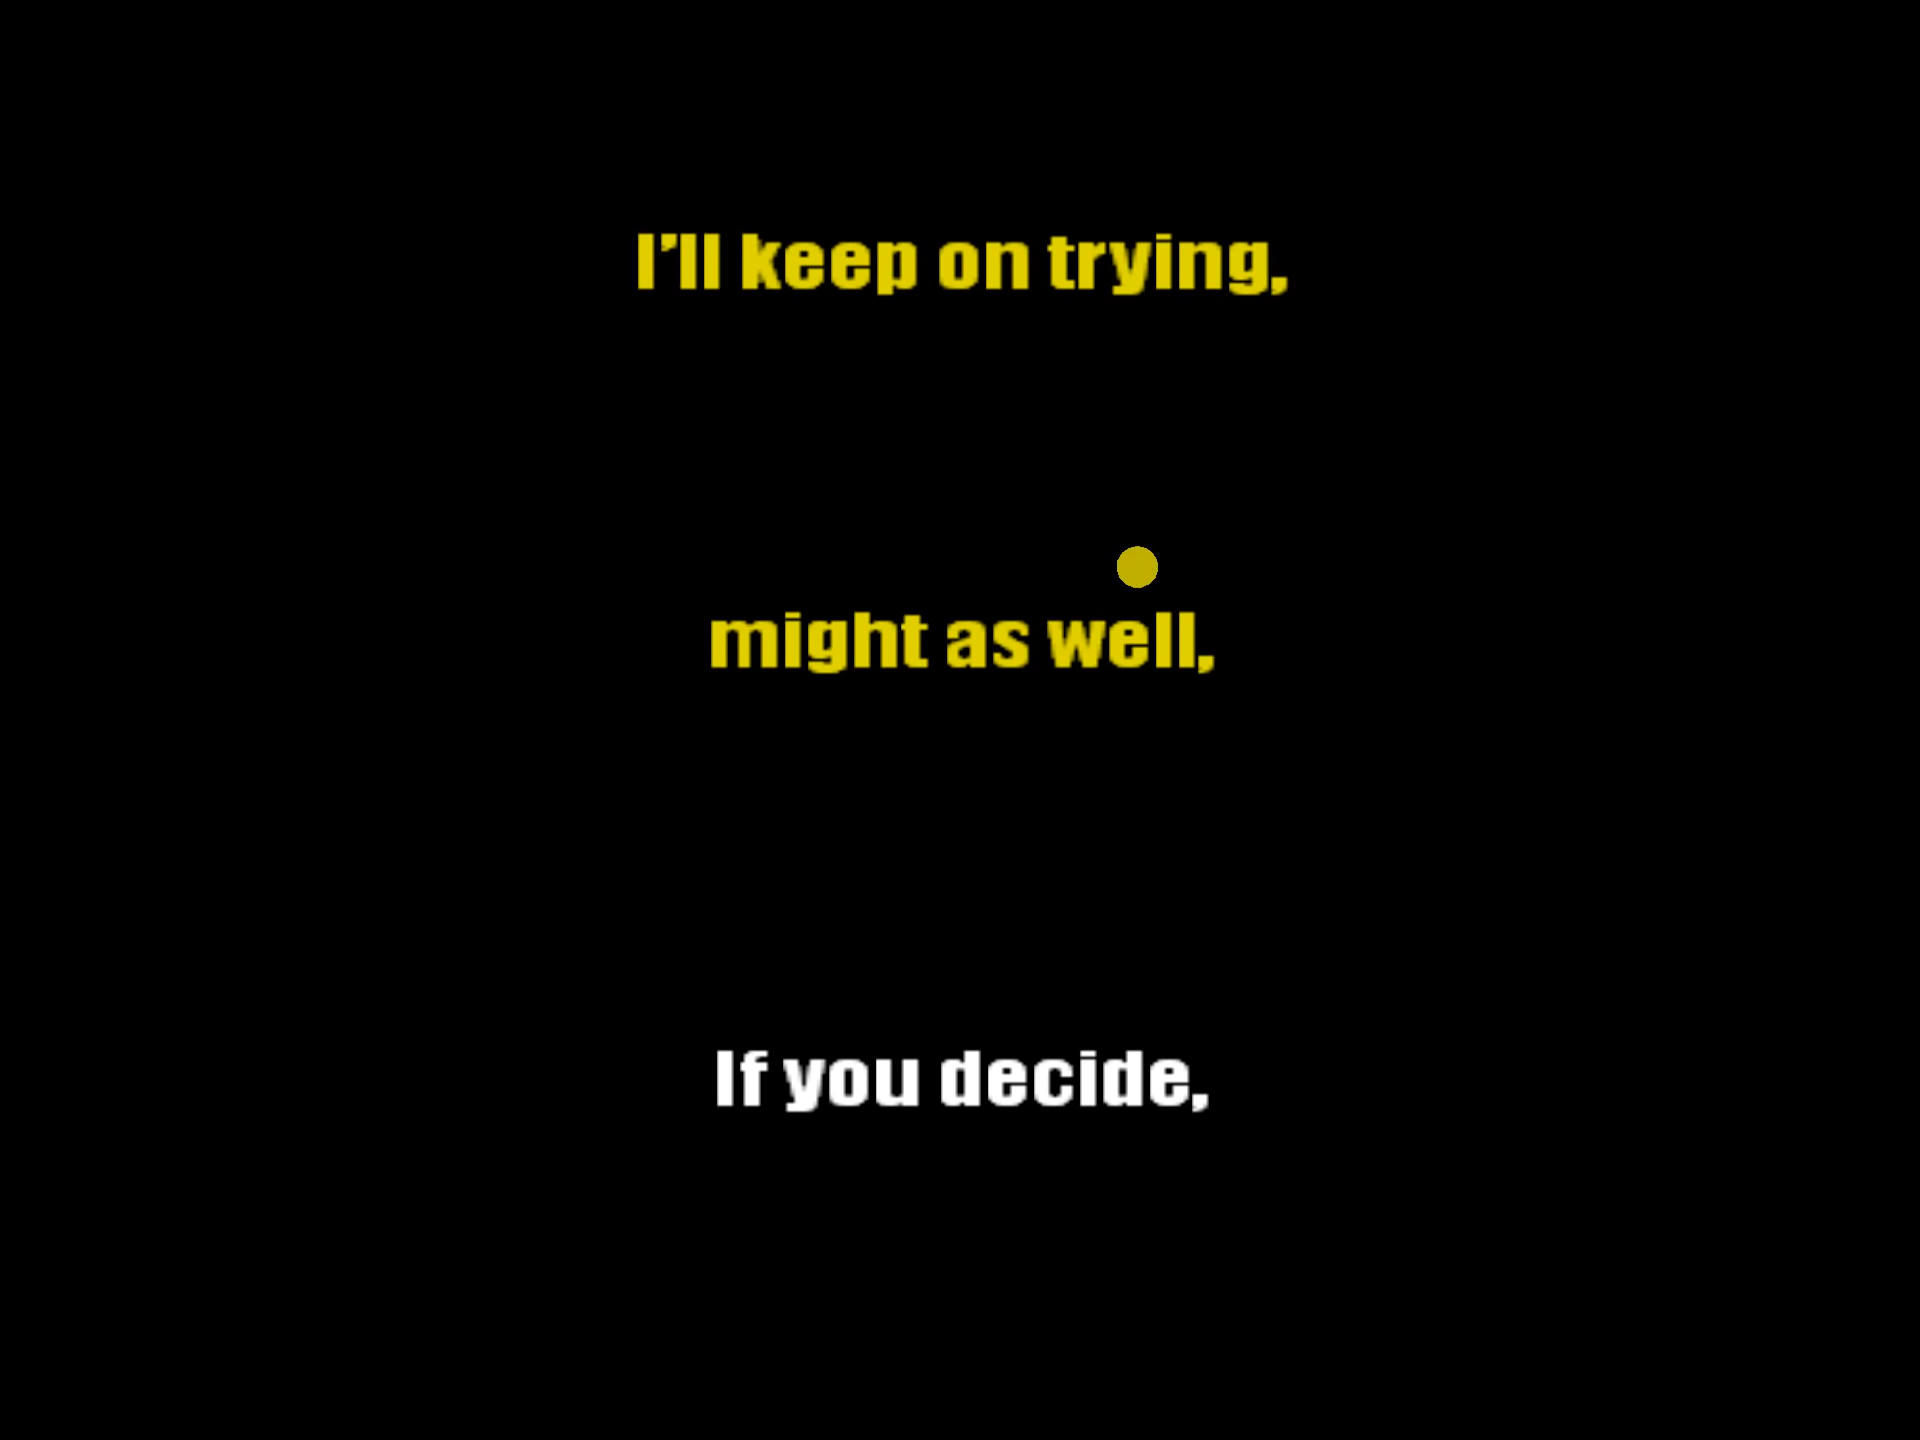 I’ll keep on trying,
might as well,
If you decide,